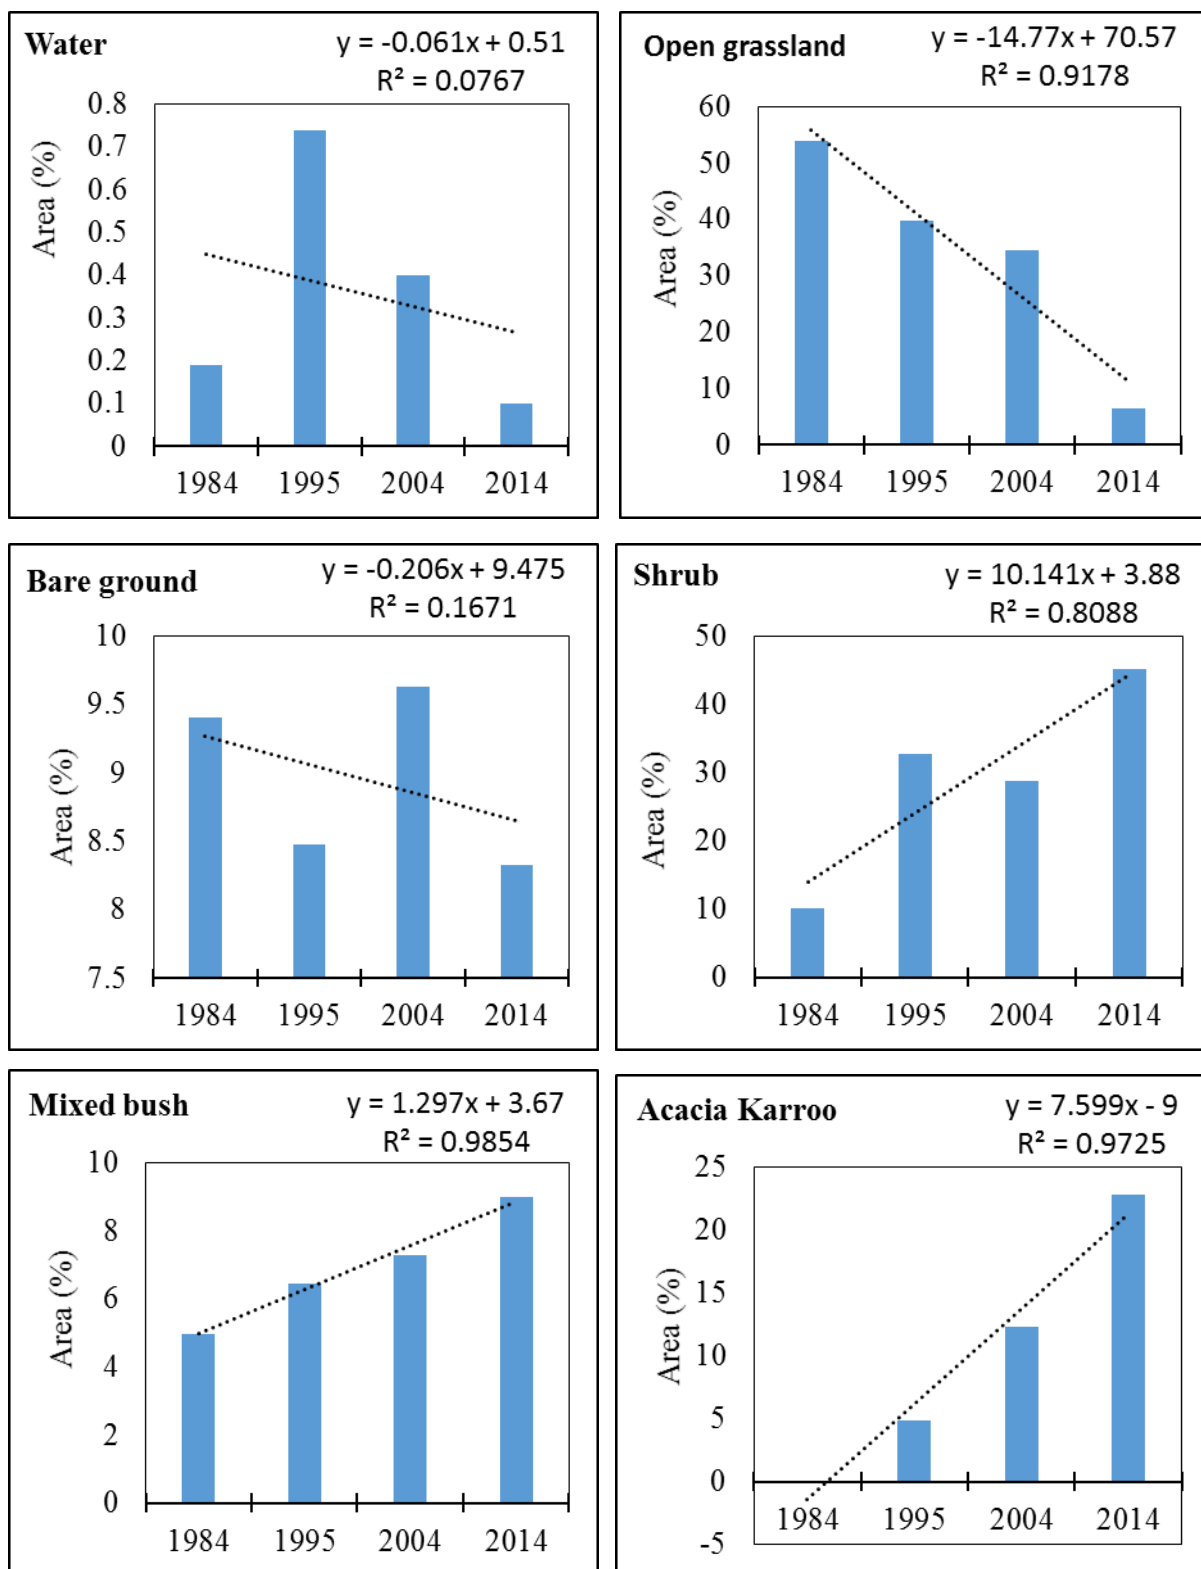 Water
y = -0.061x + 0.51
R² = 0.0767
Area (%)
0.8
0.7
0.6
0.5
0.4
0.3
0.2
0.1
0
1984 1995 2004 2014
Open grassland
y = -14.77x + 70.57
R² = 0.9178
Area (%)
60
50
40
30
20
10
0
1984 1995 2004 2014
Bare ground
y = -0.206x + 9.475
R² = 0.1671
Area (%)
10
9.5
9
8.5
8
7.5
1984 1995 2004 2014
Shrub
y = 10.141x + 3.88
R² = 0.8088
Area (%)
50
40
30
20
10
0
1984 1995 2004 2014
Mixed bush
y = 1.297x + 3.67
R² = 0.9854
Area (%)
10
8
6
4
2
0
1984 1995 2004 2014
Acacia Karroo
y = 7.599x - 9
R² = 0.9725
Area (%)
25
20
15
10
5
0
-5
1984 1995 2004 2014